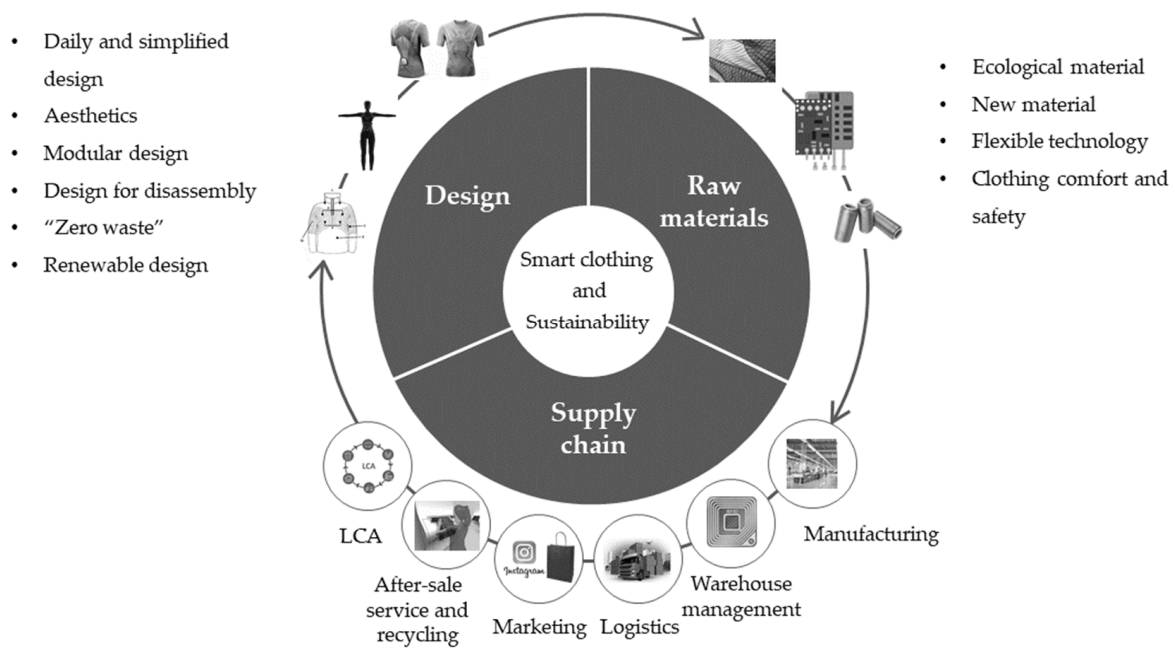 • Daily and simplified
design
• Aesthetics
• Modular design
• Design for disassembly
• “Zero waste”
• Renewable design
• Ecological material
• New material
• Flexible technology
• Clothing comfort and
safety
Design
Raw
materials
Smart clothing
and
Sustainability
Supply
chain
LCA
LCA
After-sale
service and
recycling
Instagram
Marketing
Logistics
Warehouse
management
Manufacturing